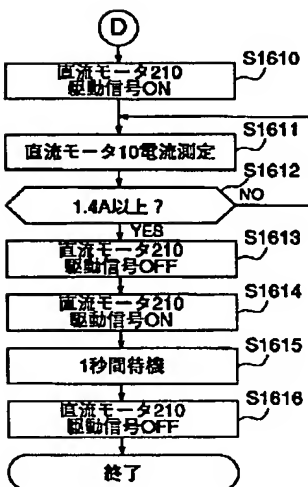 D
S1610
直流モータ210
駆動信号ON
S1611
直流モータ10電流測定
S1612
1.4A以上？
NO
YES
S1613
直流モータ210
駆動信号OFF
S1614
直流モータ210
駆動信号ON
S1615
1秒間待機
S1616
直流モータ210
駆動信号OFF
終了